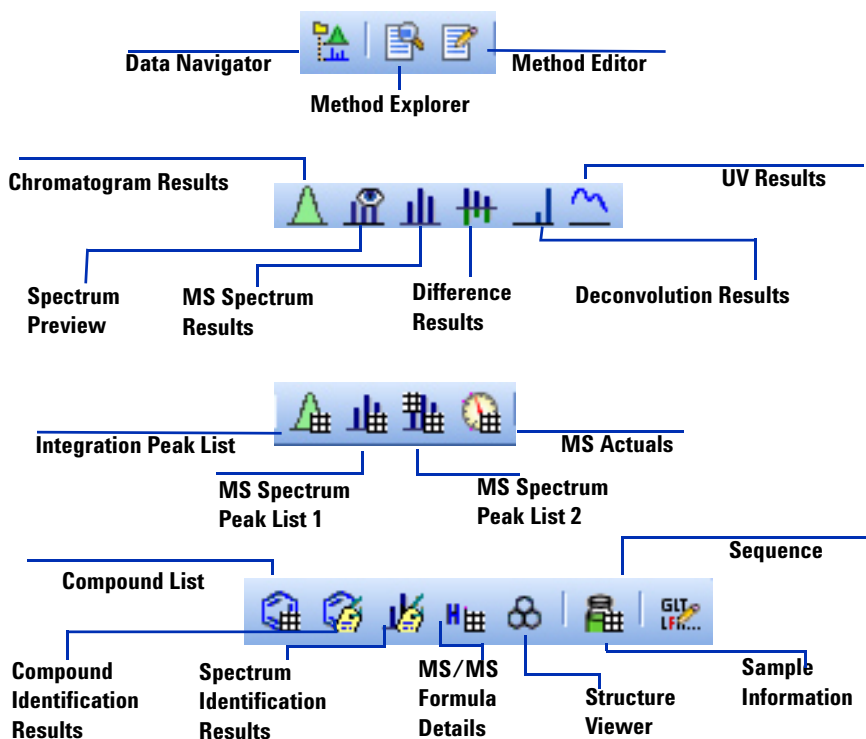 Data Navigator
Method Editor
Method Explorer
Chromatogram Results
UV Results
Spectrum
Preview
MS Spectrum
Results
Difference
Results
Deconvolution Results
Integration Peak List
MS Actuals
MS Spectrum
Peak List 1
MS Spectrum
Peak List 2
Sequence
Compound List
H
GLT
Compound
Identification
Results
Spectrum
Identification
Results
MS/MS
Formula
Details
Structure
Viewer
Sample
Information